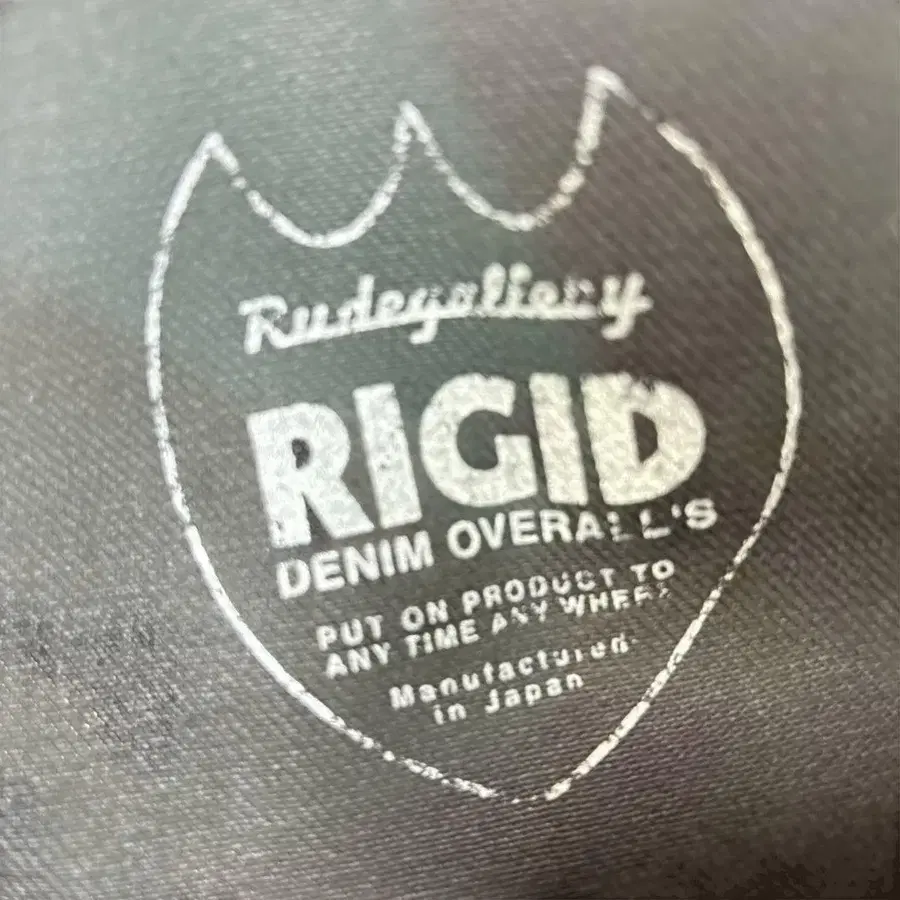 Rudegallery
RIGID
DENIM OVERALL'S
PUT ON PRODUCT TO
ANY TIME ANY WHERE
Manufactured
in Japan